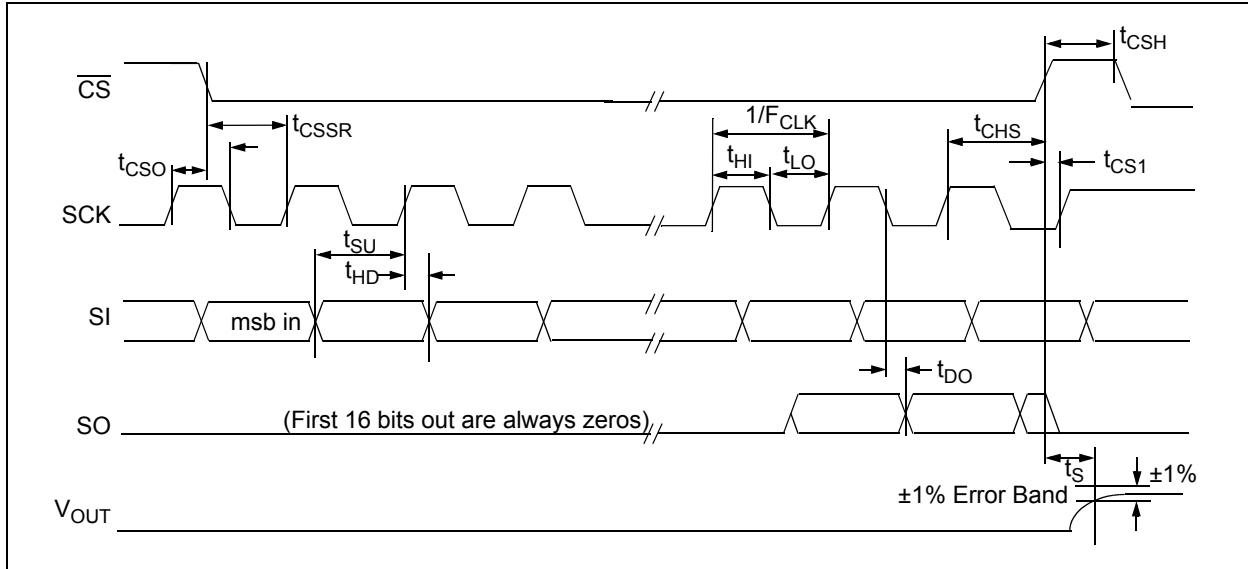 tCSH
CS
1/FCLK
tCSSR
tCHS
tCSO
tHI
tLO
tCS1
SCK
tSU
tHD
SI
msb in
tDO
SO
(First 16 bits out are always zeros)
tS
±1%
±1% Error Band
VOUT